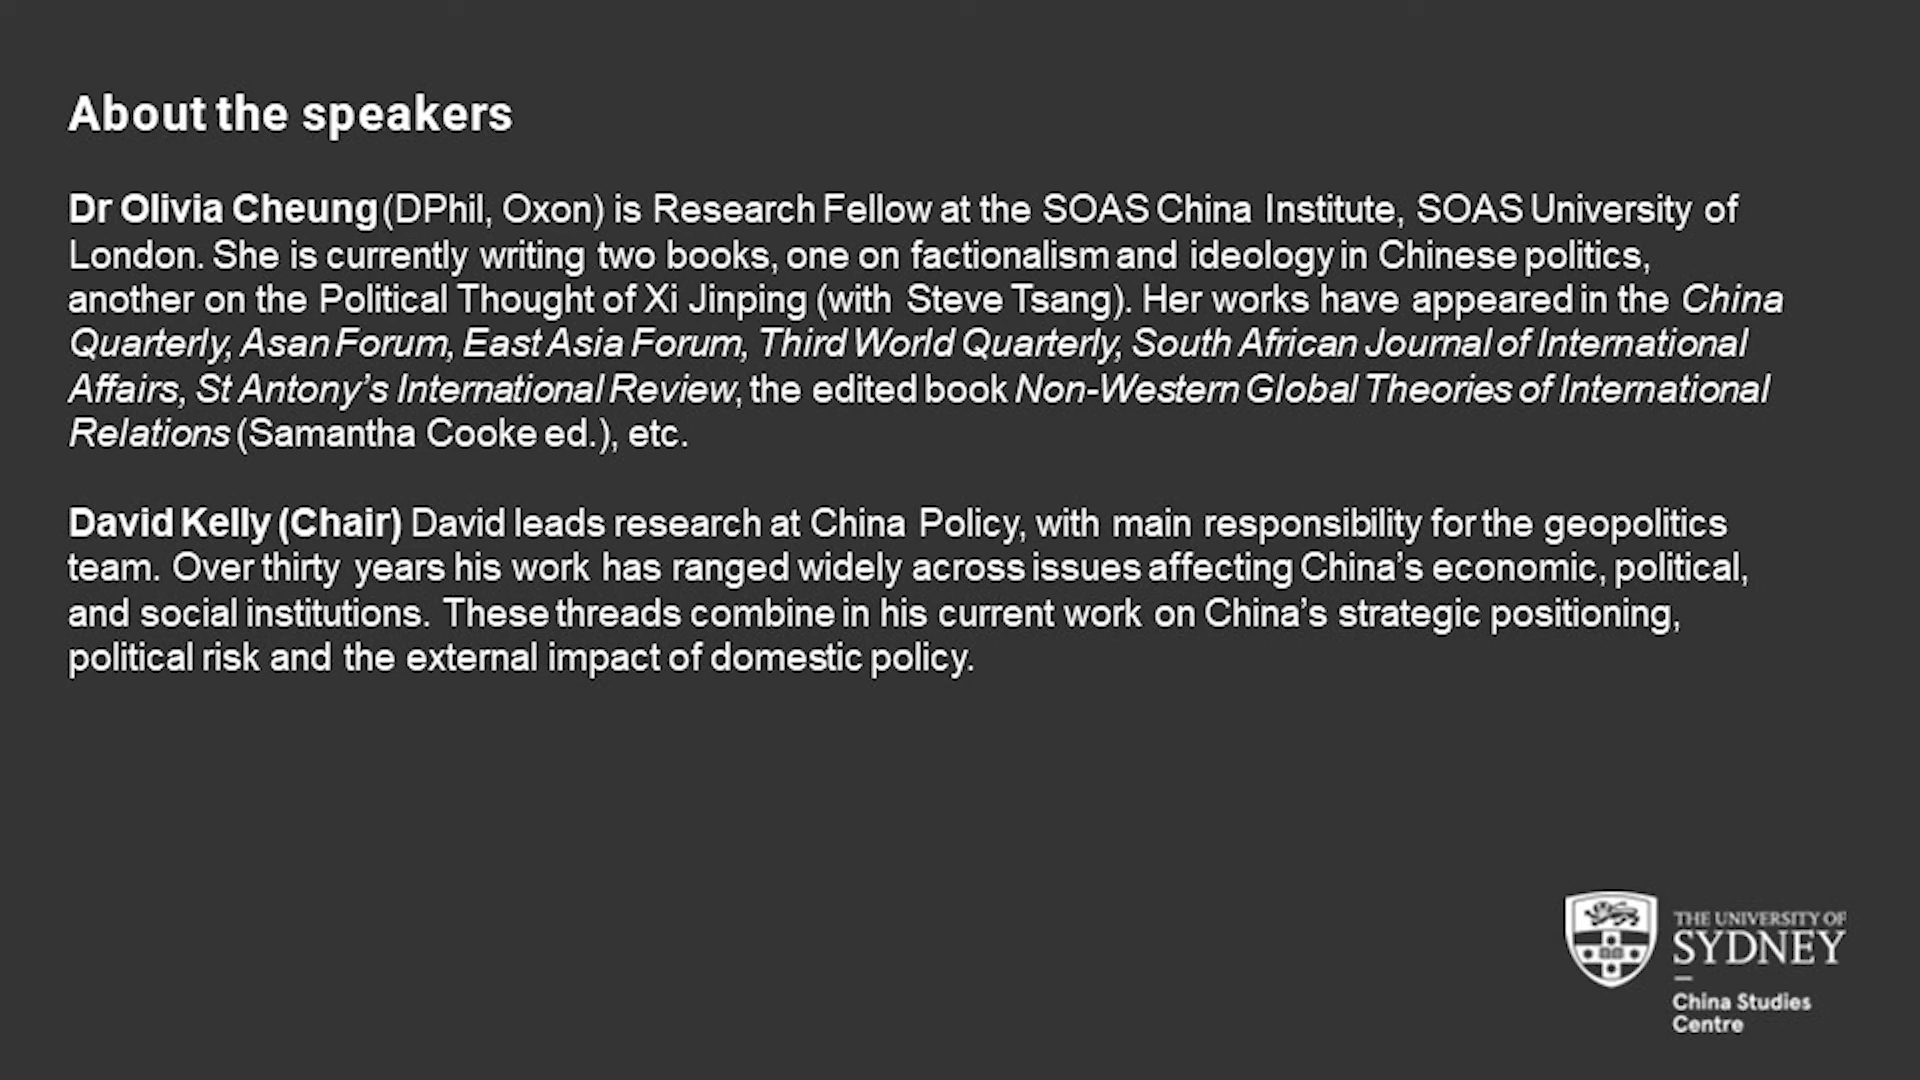 About the speakers
Dr Olivia Cheung (DPhil, Oxon) is Research Fellow at the SOAS China Institute, SOAS University of
London. She is currently writing two books, one on factionalism and ideology in Chinese politics,
another on the Political Thought of Xi Jinping (with Steve Tsang). Her works have appeared in the China
Quarterly, Asan Forum, East Asia Forum, Third World Quarterly, South African Journal of International
Affairs, St Antony’s International Review, the edited book Non-Western Global Theories of International
Relations (Samantha Cooke ed.), etc.
David Kelly (Chair) David leads research at China Policy, with main responsibility for the geopolitics
team. Over thirty years his work has ranged widely across issues affecting China’s economic, political,
and social institutions. These threads combine in his current work on China’s strategic positioning,
political risk and the external impact of domestic policy.
THE UNIVERSITY OF
SYDNEY
China Studies
Centre